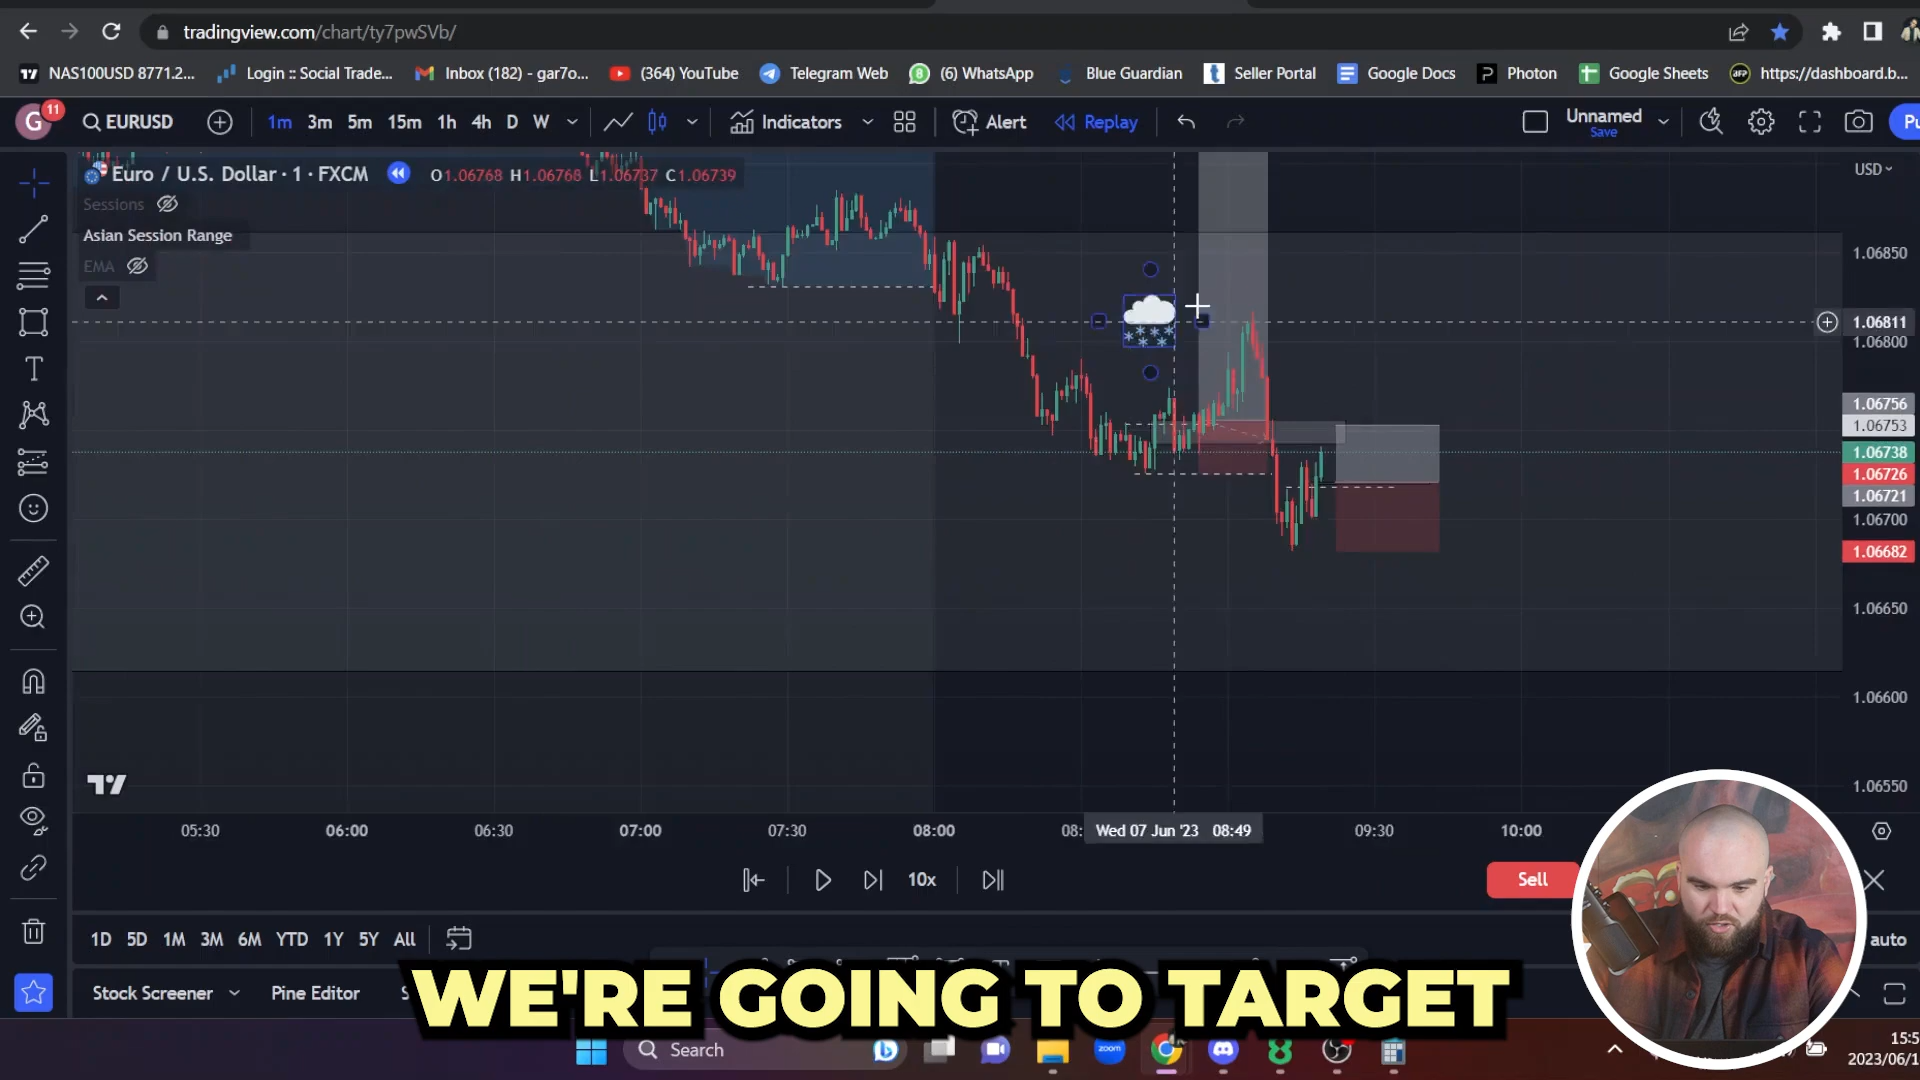 tradingview.com/chart/ty7pwSVb/
NAS100USD 8771.2... Login :: Social Trade... Inbox (182) - gar7o... (364) YouTube Telegram Web (6) WhatsApp Blue Guardian Seller Portal Google Docs Photon Google Sheets https://dashboard.b...
G 11 EURUSD 1m 3m 5m 15m 1h 4h D W Indicators Alert Replay Unnamed Save Pu
Euro / U.S. Dollar · 1 · FXCM O1.06768 H1.06768 L1.06737 C1.06739 USD
Sessions
Asian Session Range
EMA
1.06850
1.06811
1.06800
1.06756
1.06753
1.06738
1.06726
1.06721
1.06700
1.06682
1.06650
1.06600
1.06550
05:30 06:00 06:30 07:00 07:30 08:00 08: Wed 07 Jun '23 08:49 09:30 10:00
10x Sell
1D 5D 1M 3M 6M YTD 1Y 5Y All auto
Stock Screener Pine Editor
WE'RE GOING TO TARGET
Search zoom 15:5
2023/06/1